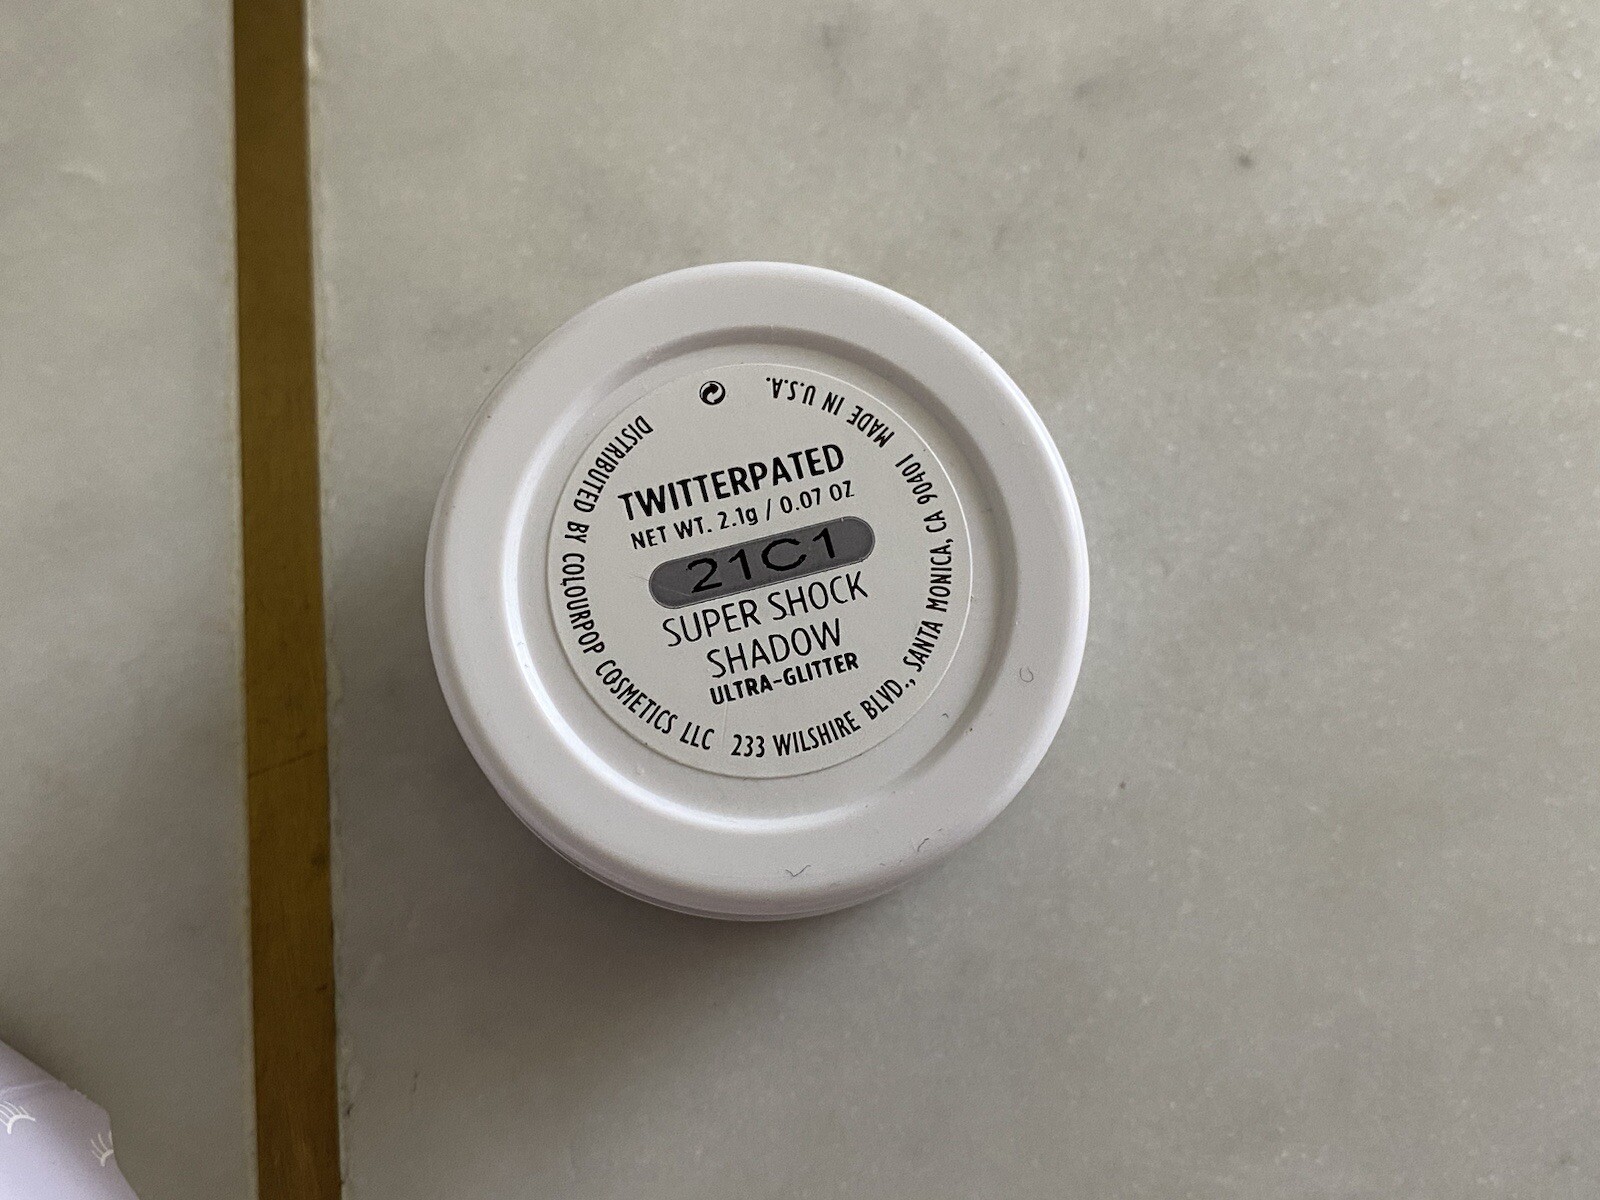 TWITTERPATED
NET WT. 2.1g / 0.07 OZ
21C1
SUPER SHOCK
SHADOW
ULTRA-GLITTER
DISTRIBUTED BY COLOURPOP COSMETICS LLC 233 WILSHIRE BLVD., SANTA MONICA, CA 90401 MADE IN U.S.A.